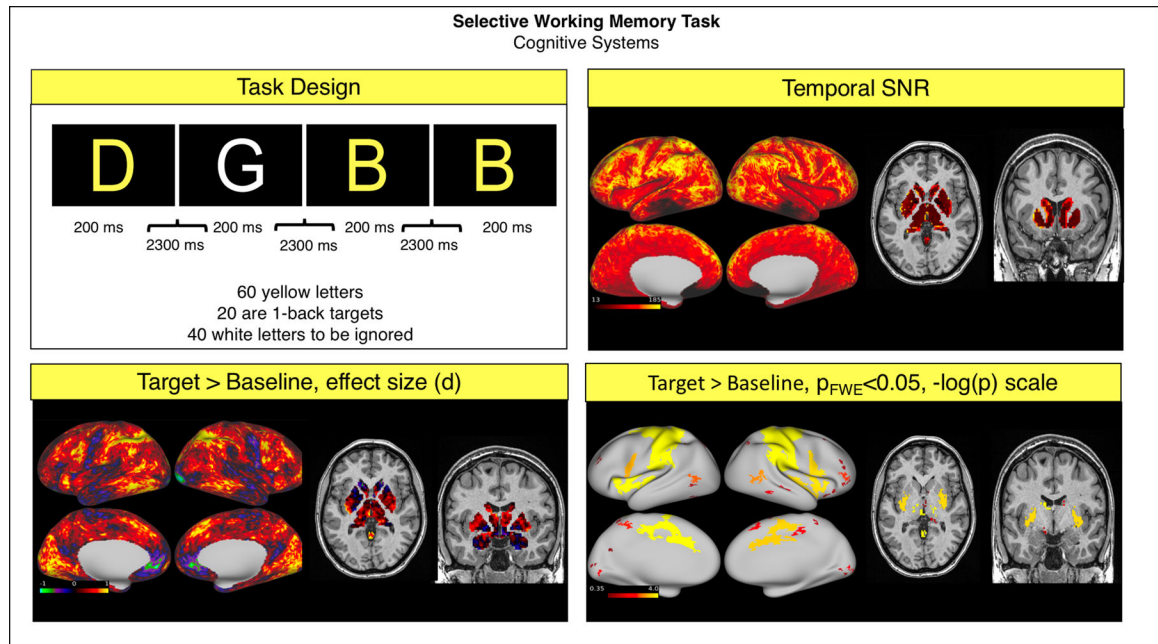 Selective Working Memory Task
Cognitive Systems
Task Design
D G B B
200 ms 200 ms 200 ms 200 ms
2300 ms 2300 ms 2300 ms
60 yellow letters
20 are 1-back targets
40 white letters to be ignored
Temporal SNR
13 185
Target > Baseline, effect size (d)
-1 0 1
Target > Baseline, pFWE<0.05, -log(p) scale
0.35 4.0